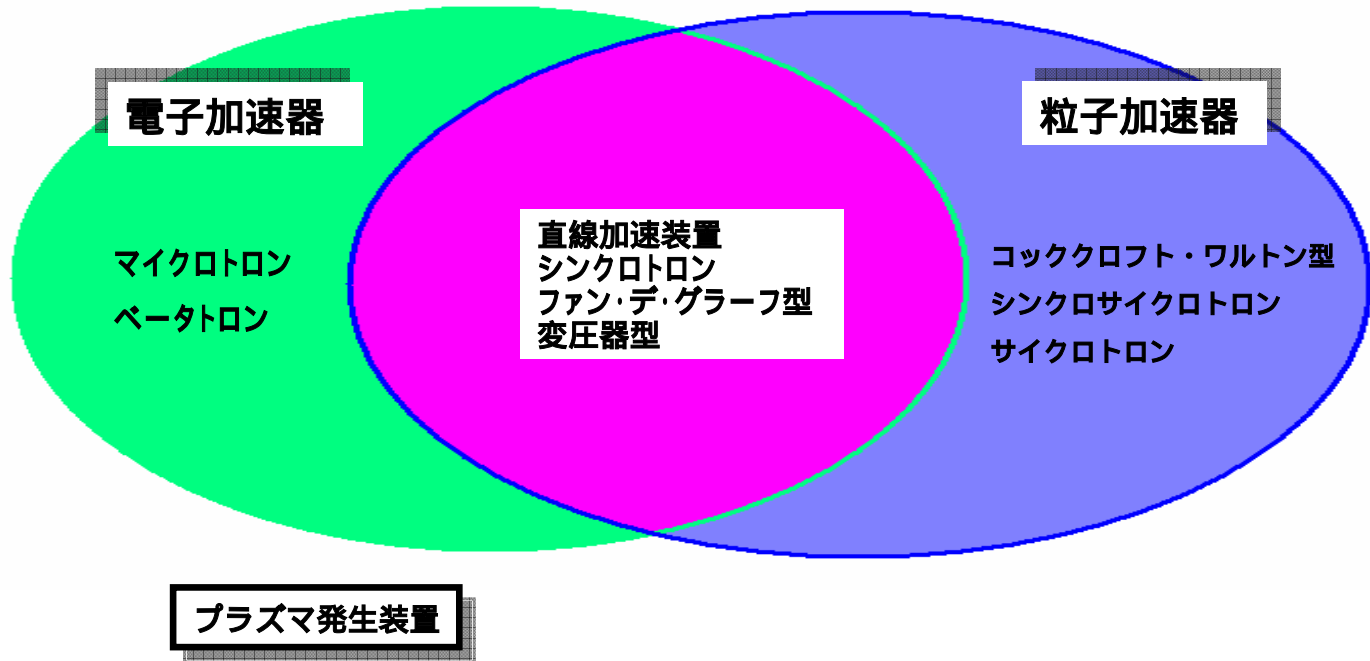 電子加速器
粒子加速器
マイクロトロン
ベータトロン
直線加速装置
シンクロトロン
ファン・デ・グラーフ型
変圧器型
コッククロフト・ワルトン型
シンクロサイクロトロン
サイクロトロン
プラズマ発生装置